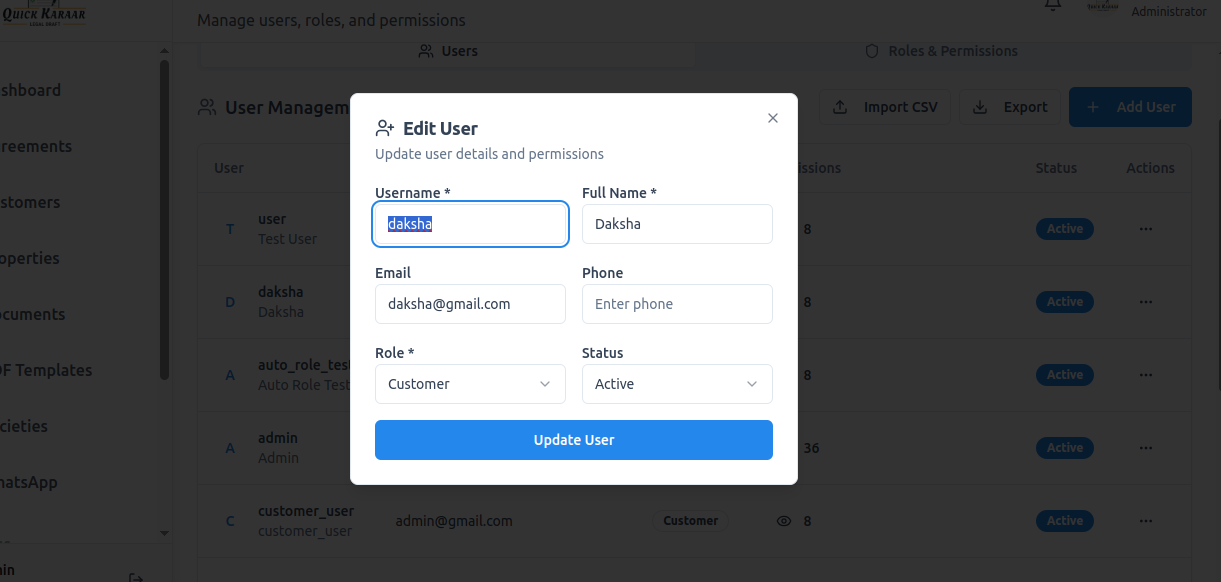 QUICK KARAAR
Manage users, roles, and permissions
Administrator
Users
Roles & Permissions
shboard
reements
stomers
operties
ocuments
F Templates
cieties
hatsApp
User Managem
Import CSV
Export
Add User
User
issions
Status
Actions
T
user
Test User
8
Active
D
daksha
Daksha
8
Active
A
auto_role_test
Auto Role Test
8
Active
A
admin
Admin
36
Active
C
customer_user
customer_user
admin@gmail.com
Customer
8
Active
Edit User
Update user details and permissions
Username *
Full Name *
daksha
Daksha
Email
Phone
daksha@gmail.com
Enter phone
Role *
Status
Customer
Active
Update User